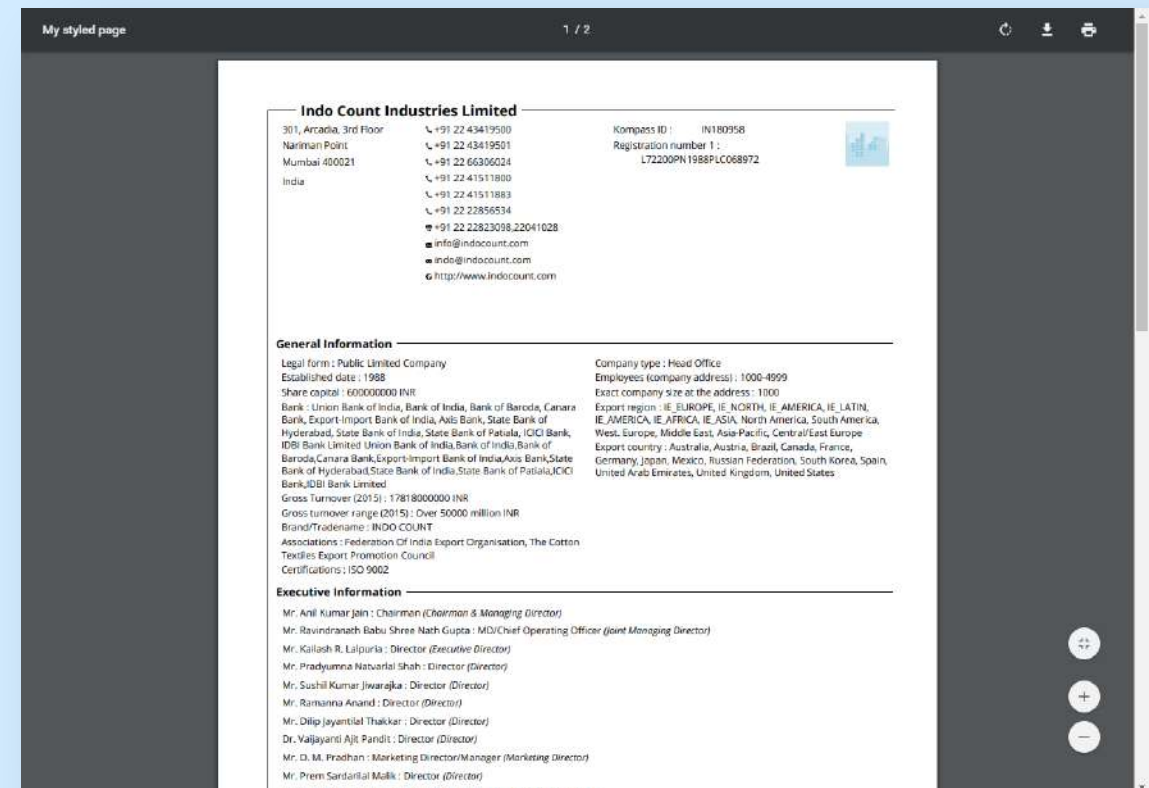 My styled page
1 / 2
Indo Count Industries Limited
301, Arcadia, 3rd Floor
Nariman Point
Mumbai 400021
India
+91 22 43419500
+91 22 43419501
+91 22 66306024
+91 22 41511800
+91 22 41511883
+91 22 22856534
+91 22 22823098,22041028
info@indocount.com
indo@indocount.com
http://www.indocount.com
Kompass ID : IN180958
Registration number 1 :
L72200PN1988PLC068972
General Information
Legal form : Public Limited Company
Established date : 1988
Share capital : 600000000 INR
Bank : Union Bank of India, Bank of India, Bank of Baroda, Canara
Bank, Export-Import Bank of India, Axis Bank, State Bank of
Hyderabad, State Bank of India, State Bank of Patiala, ICICI Bank,
IDBI Bank Limited Union Bank of India,Bank of India,Bank of
Baroda,Canara Bank,Export-Import Bank of India,Axis Bank,State
Bank of Hyderabad,State Bank of India,State Bank of Patiala,ICICI
Bank,IDBI Bank Limited
Gross Turnover (2015) : 17818000000 INR
Gross turnover range (2015) : Over 50000 million INR
Brand/Tradename : INDO COUNT
Associations : Federation Of India Export Organisation, The Cotton
Textiles Export Promotion Council
Certifications : ISO 9002
Company type : Head Office
Employees (company address) : 1000-4999
Exact company size at the address : 1000
Export region : IE_EUROPE, IE_NORTH, IE_AMERICA, IE_LATIN,
IE_AMERICA, IE_AFRICA, IE_ASIA, North America, South America,
West. Europe, Middle East, Asia-Pacific, Central/East Europe
Export country : Australia, Austria, Brazil, Canada, France,
Germany, Japan, Mexico, Russian Federation, South Korea, Spain,
United Arab Emirates, United Kingdom, United States
Executive Information
Mr. Anil Kumar Jain : Chairman (Chairman & Managing Director)
Mr. Ravindranath Babu Shree Nath Gupta : MD/Chief Operating Officer (Joint Managing Director)
Mr. Kailash R. Lalpuria : Director (Executive Director)
Mr. Pradyumna Natvarlal Shah : Director (Director)
Mr. Sushil Kumar Jiwarajka : Director (Director)
Mr. Ramanna Anand : Director (Director)
Mr. Dilip Jayantilal Thakkar : Director (Director)
Dr. Vaijayanti Ajit Pandit : Director (Director)
Mr. D. M. Pradhan : Marketing Director/Manager (Marketing Director)
Mr. Prem Sardarilal Malik : Director (Director)